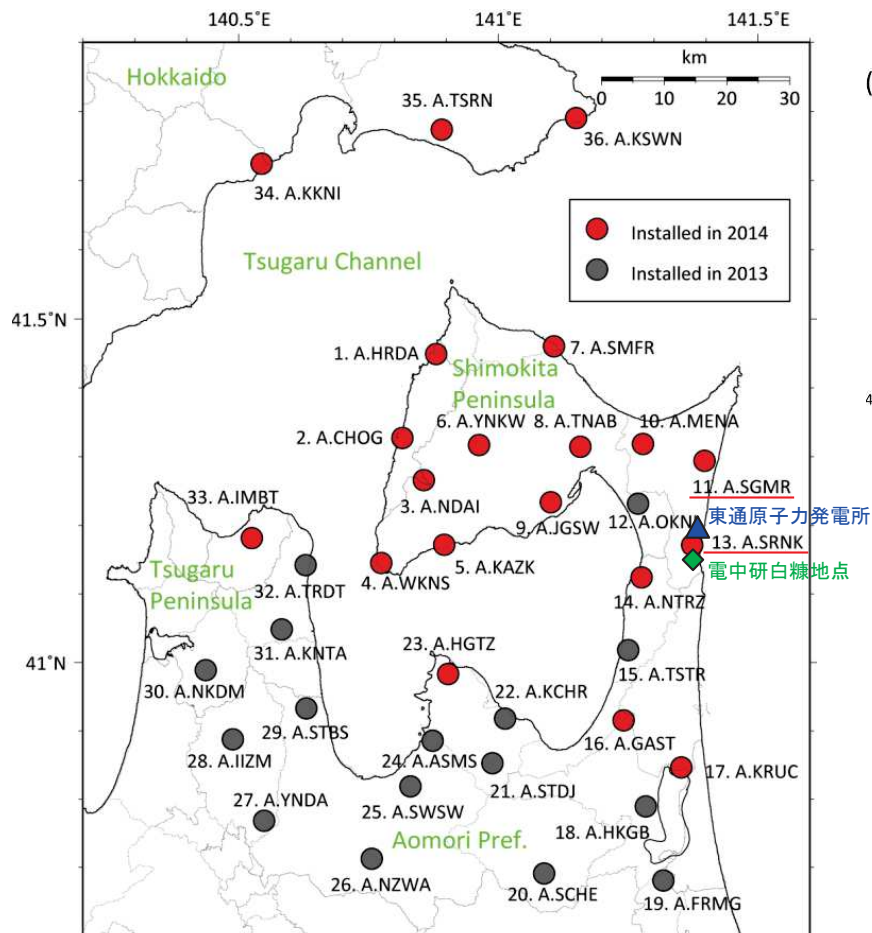 140.5°E
141°E
141.5°E
Hokkaido
km
0 10 20 30
35. A.TSRN
36. A.KSWN
34. A.KKNI
Installed in 2014
Installed in 2013
Tsugaru Channel
41.5°N
1. A.HRDA
7. A.SMFR
Shimokita
Peninsula
6. A.YNKW
8. A.TNAB
10. A.MENA
2. A.CHOG
3. A.NDAI
11. A.SGMR
33. A.IMBT
9. A.JGSW
12. A.OKNI
東通原子力発電所
13. A.SRNK
4. A.WKNS
5. A.KAZK
電中研白糠地点
Tsugaru
Peninsula
32. A.TRDT
14. A.NTRZ
31. A.KNTA
23. A.HGTZ
41°N
30. A.NKDM
22. A.KCHR
15. A.TSTR
29. A.STBS
28. A.IIZM
24. A.ASMS
16. A.GAST
17. A.KRUC
21. A.STDJ
27. A.YNDA
25. A.SWSW
18. A.HKGB
Aomori Pref.
26. A.NZWA
20. A.SCHE
19. A.FRMG
(
4